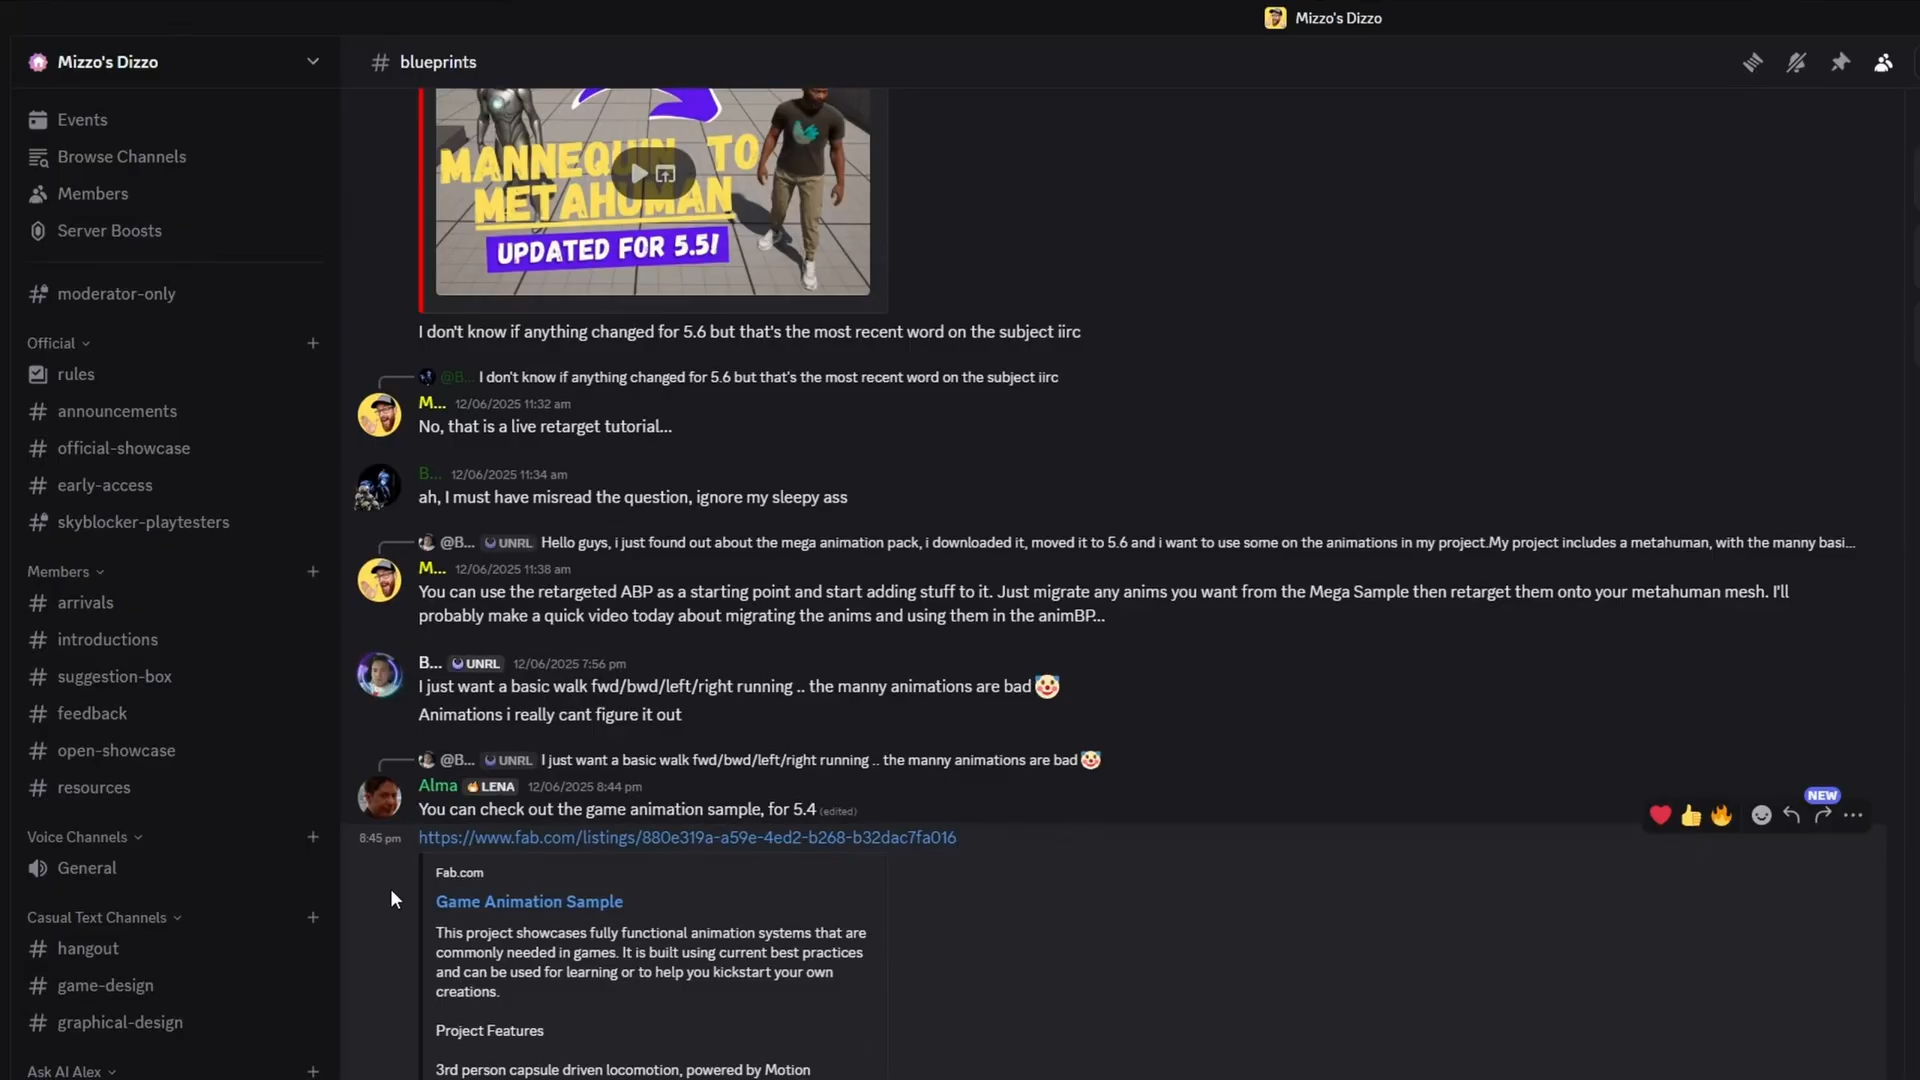 Mizzo's Dizzo
Mizzo's Dizzo
blueprints
Events
Browse Channels
Members
Server Boosts
moderator-only
Official
rules
announcements
official-showcase
early-access
skyblocker-playtesters
Members
arrivals
introductions
suggestion-box
feedback
open-showcase
resources
Voice Channels
General
Casual Text Channels
hangout
game-design
graphical-design
Ask AI Alex
MANNEQUIN TO
METAHUMAN
UPDATED FOR 5.5!
I don't know if anything changed for 5.6 but that's the most recent word on the subject iirc
@B... I don't know if anything changed for 5.6 but that's the most recent word on the subject iirc
M... 12/06/2025 11:32 am
No, that is a live retarget tutorial...
B... 12/06/2025 11:34 am
ah, I must have misread the question, ignore my sleepy ass
@B... UNRL Hello guys, i just found out about the mega animation pack, i downloaded it, moved it to 5.6 and i want to use some on the animations in my project.My project includes a metahuman, with the manny basi...
M... 12/06/2025 11:38 am
You can use the retargeted ABP as a starting point and start adding stuff to it. Just migrate any anims you want from the Mega Sample then retarget them onto your metahuman mesh. I'll
probably make a quick video today about migrating the anims and using them in the animBP...
B... UNRL 12/06/2025 7:56 pm
I just want a basic walk fwd/bwd/left/right running .. the manny animations are bad 🤡
Animations i really cant figure it out
@B... UNRL I just want a basic walk fwd/bwd/left/right running .. the manny animations are bad 🤡
Alma LENA 12/06/2025 8:44 pm
You can check out the game animation sample, for 5.4 (edited)
NEW
8:45 pm https://www.fab.com/listings/880e319a-a59e-4ed2-b268-b32dac7fa016
Fab.com
Game Animation Sample
This project showcases fully functional animation systems that are
commonly needed in games. It is built using current best practices
and can be used for learning or to help you kickstart your own
creations.
Project Features
3rd person capsule driven locomotion, powered by Motion